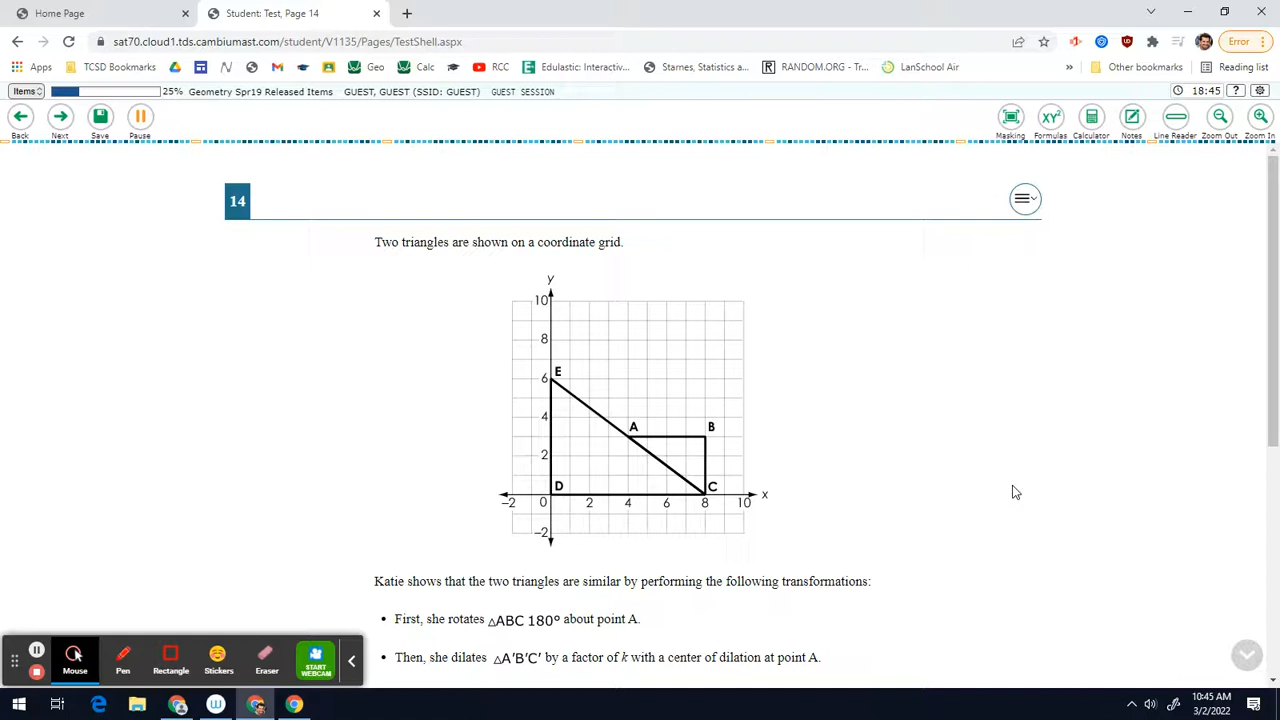 Home Page
Student: Test, Page 14
sat70.cloud1.tds.cambiumast.com/student/V1135/Pages/TestShell.aspx
Error
Apps
TCSD Bookmarks
Geo
Calc
RCC
Edulastic: Interactiv...
Starnes, Statistics a...
RANDOM.ORG - Tr...
LanSchool Air
»
Other bookmarks
Reading list
Items
25%
Geometry Spr19 Released Items
GUEST, GUEST (SSID: GUEST)
GUEST SESSION
18:45
?
Back
Next
Save
Pause
Masking
XY²
Formulas
Calculator
Notes
Line Reader
Zoom Out
Zoom In
14
Two triangles are shown on a coordinate grid.
y
10
8
E
6
4
A
B
2
D
C
-2
0
2
4
6
8
10
x
-2
Katie shows that the two triangles are similar by performing the following transformations:
• First, she rotates △ABC 180° about point A.
• Then, she dilates △A'B'C' by a factor of k with a center of dilation at point A.
Mouse
Pen
Rectangle
Stickers
Eraser
START
WEBCAM
10:45 AM
3/2/2022